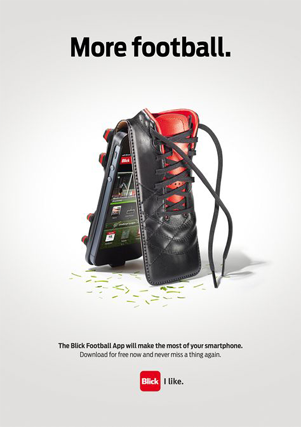 More football.
Blick
The Blick Football App will make the most of your smartphone.
Download for free now and never miss a thing again.
Blick I like.